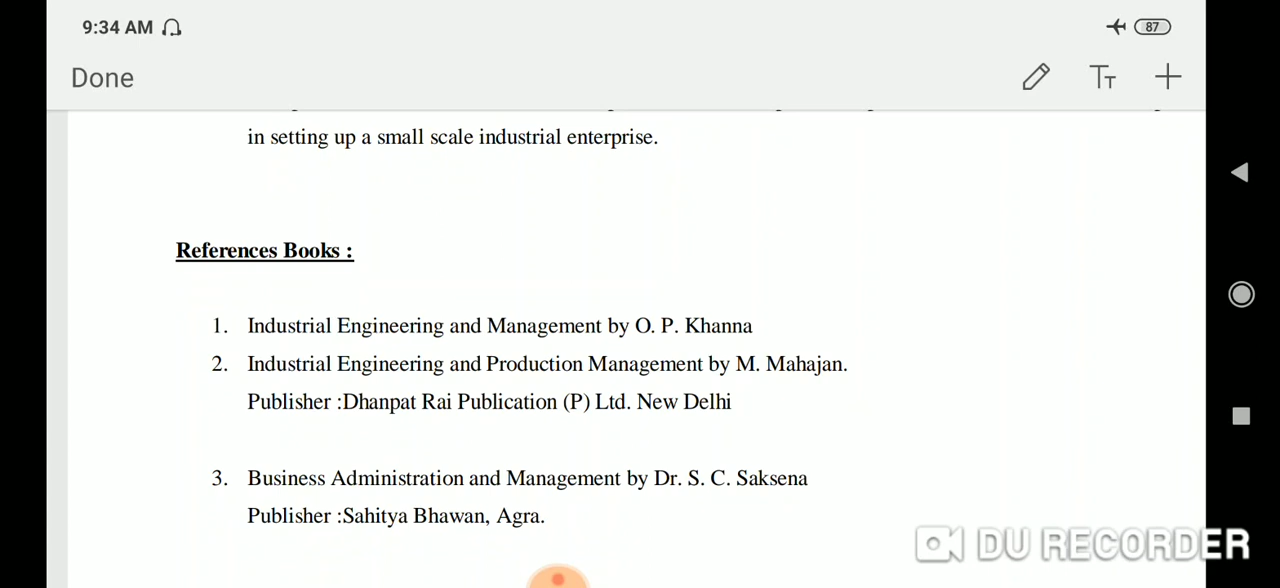 9:34 AM
87
Done
in setting up a small scale industrial enterprise.
References Books :
1. Industrial Engineering and Management by O. P. Khanna
2. Industrial Engineering and Production Management by M. Mahajan.
Publisher :Dhanpat Rai Publication (P) Ltd. New Delhi
3. Business Administration and Management by Dr. S. C. Saksena
Publisher :Sahitya Bhawan, Agra.
DU RECORDER